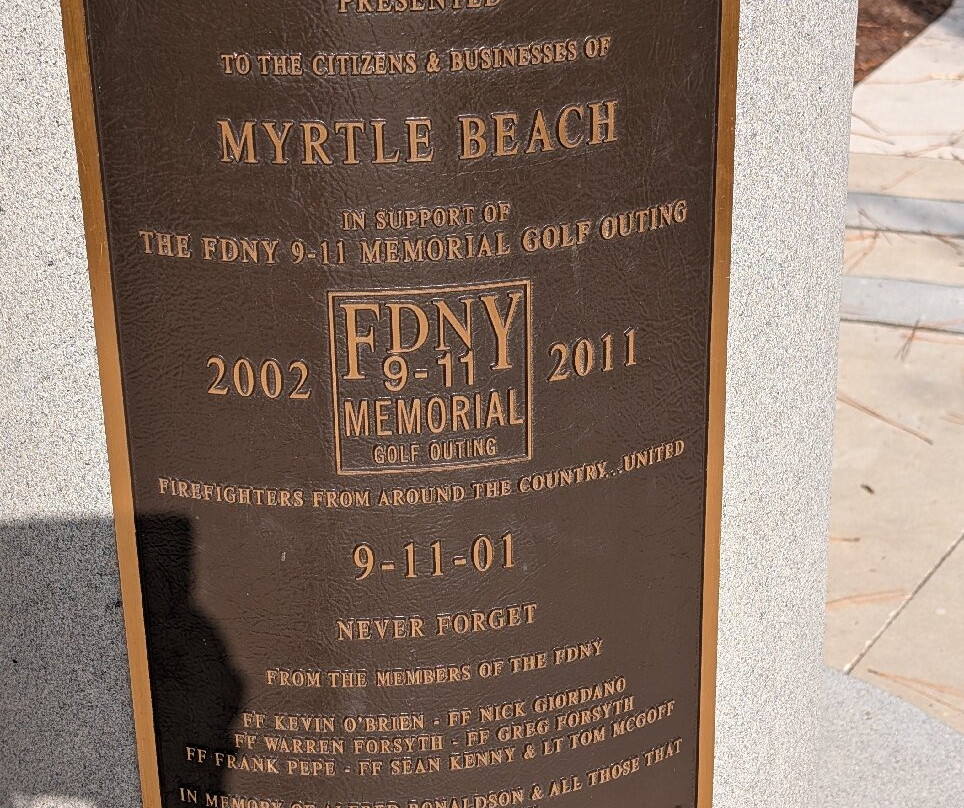 PRESENTED
TO THE CITIZENS & BUSINESSES OF
MYRTLE BEACH
IN SUPPORT OF
THE FDNY 9-11 MEMORIAL GOLF OUTING
2002
FDNY
9-11
MEMORIAL
GOLF OUTING
2011
FIREFIGHTERS FROM AROUND THE COUNTRY...UNITED
9-11-01
NEVER FORGET
FROM THE MEMBERS OF THE FDNY
FF KEVIN O'BRIEN - FF NICK GIORDANO
FF WARREN FORSYTH - FF GREG FORSYTH
FF FRANK PEPE - FF SEAN KENNY & LT TOM MCGOFF
IN MEMORY OF ALFRED RONALDSON & ALL THOSE THAT